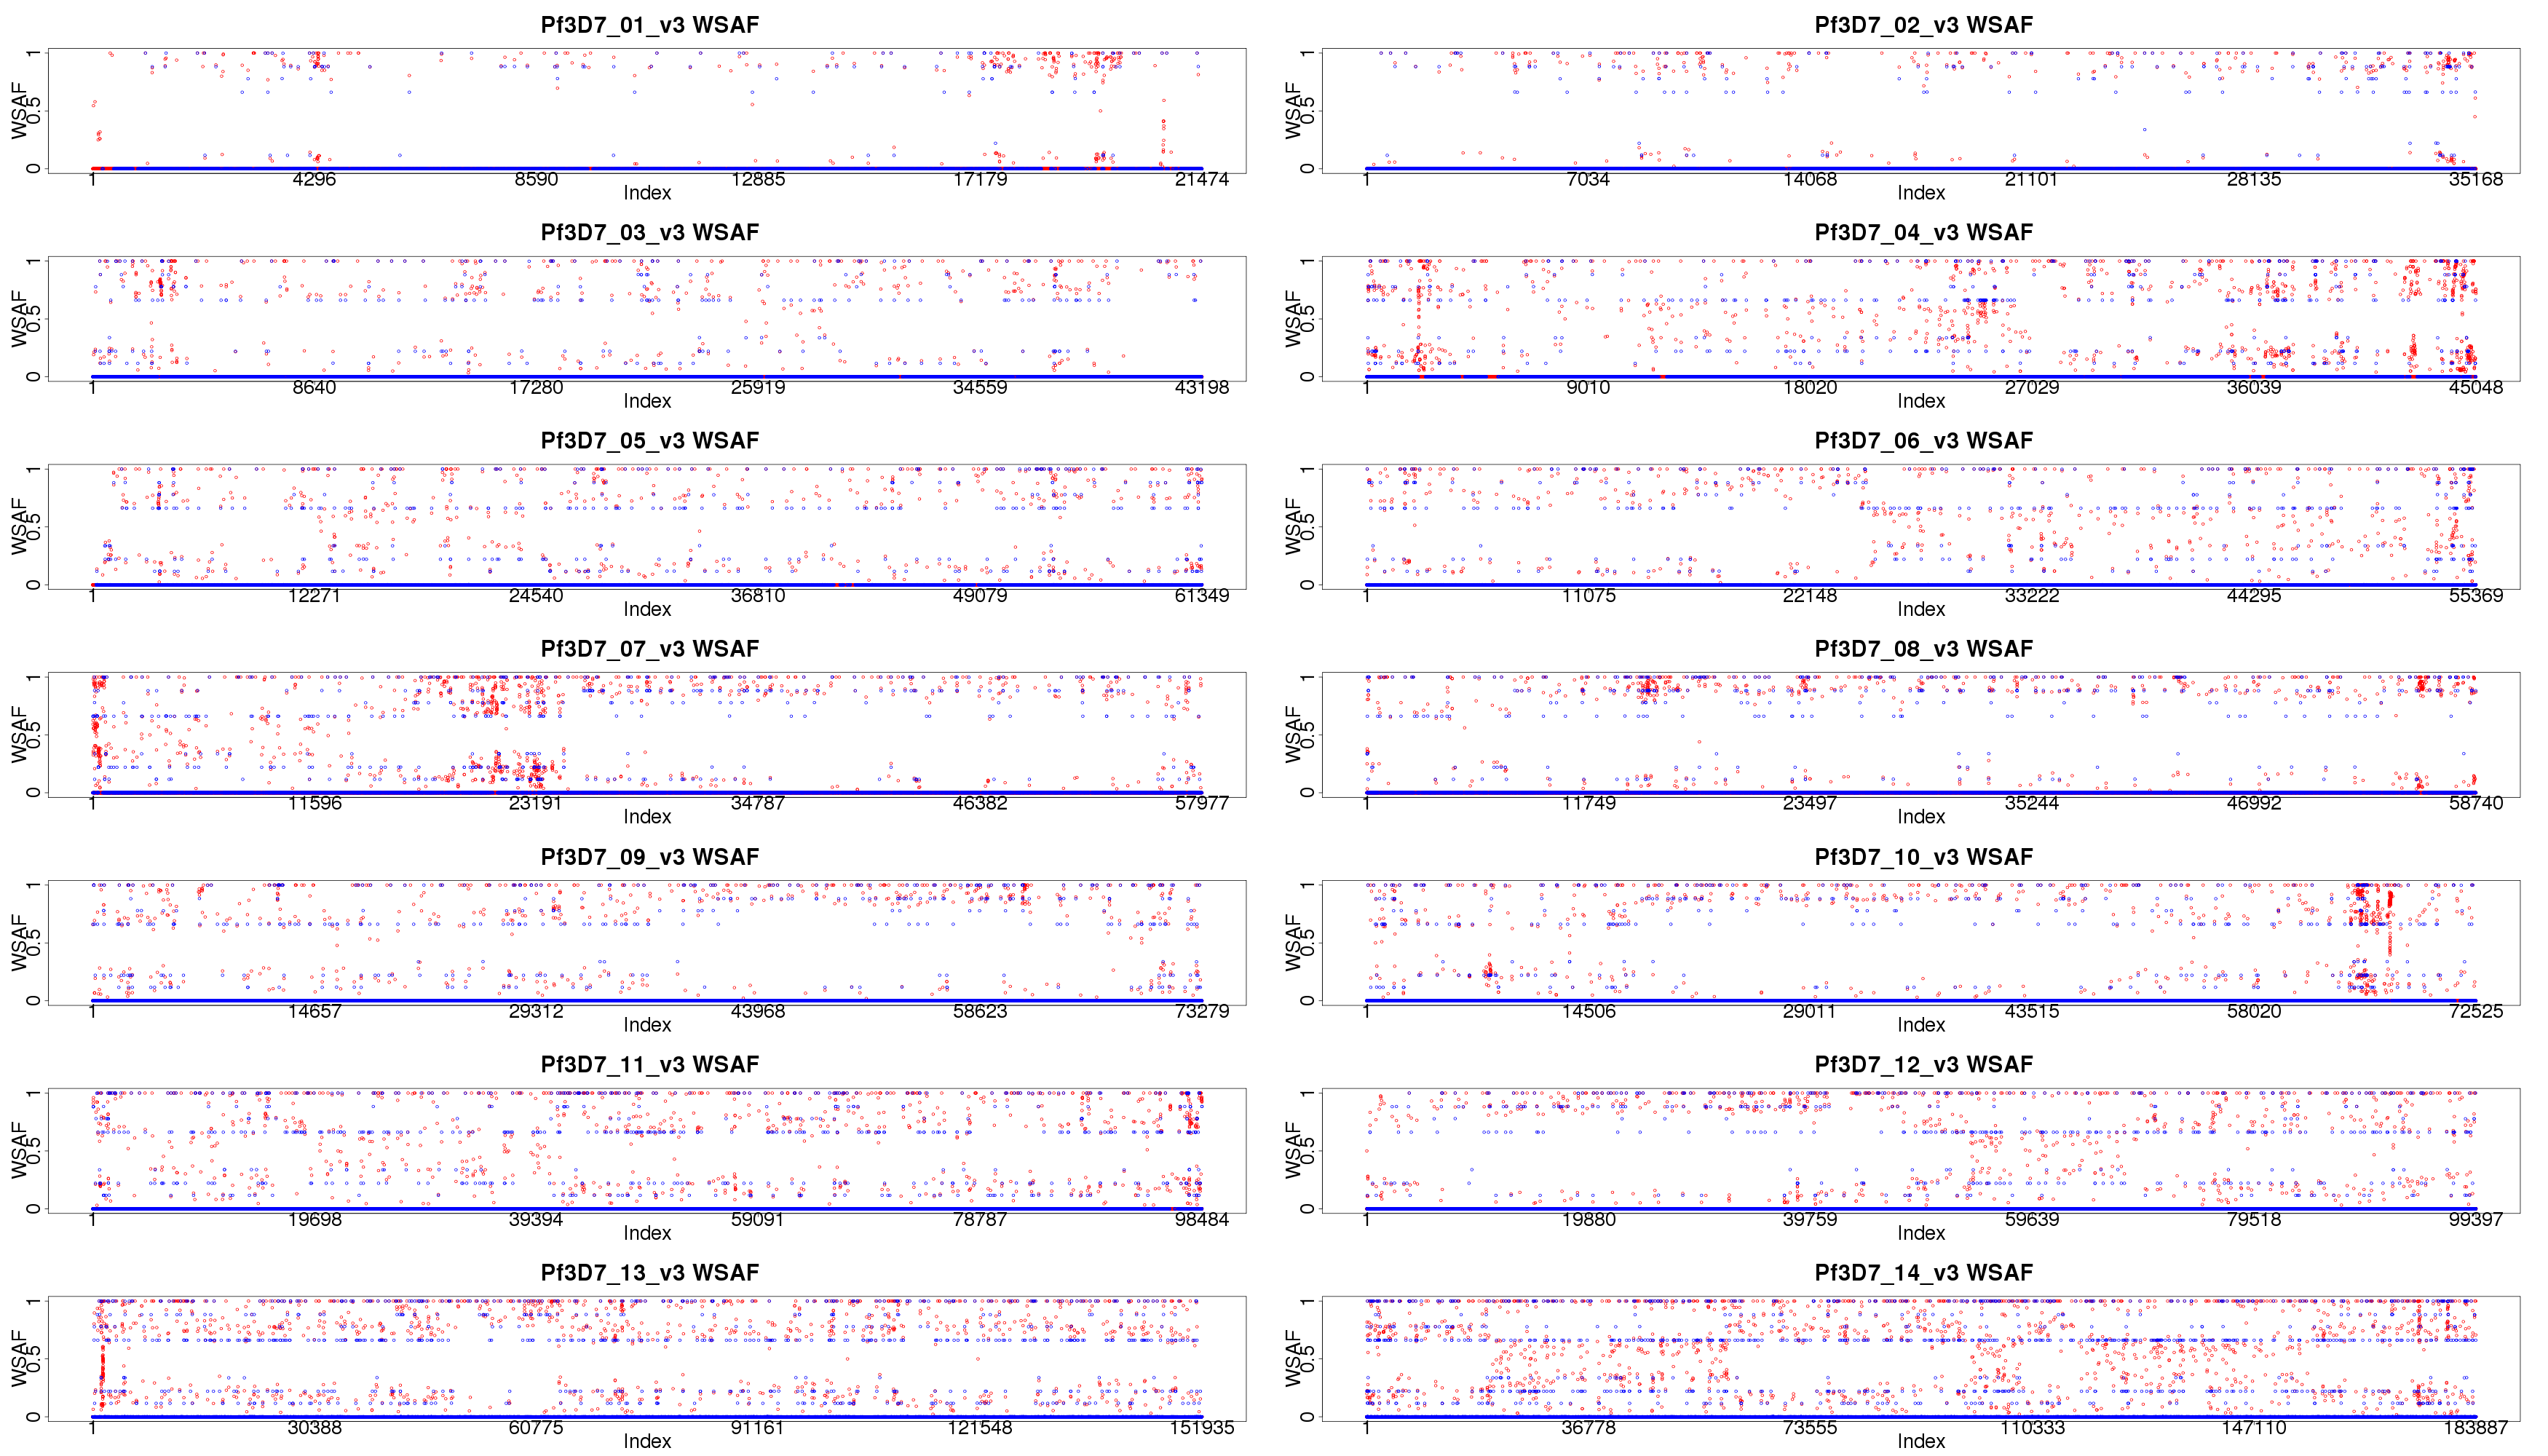 Pf3D7_01_v3 WSAF
WSAF
0 0.5 1
1 4296 8590 12885 17179 21474
Index
Pf3D7_02_v3 WSAF
WSAF
0 0.5 1
1 7034 14068 21101 28135 35168
Index
Pf3D7_03_v3 WSAF
WSAF
0 0.5 1
1 8640 17280 25919 34559 43198
Index
Pf3D7_04_v3 WSAF
WSAF
0 0.5 1
1 9010 18020 27029 36039 45048
Index
Pf3D7_05_v3 WSAF
WSAF
0 0.5 1
1 12271 24540 36810 49079 61349
Index
Pf3D7_06_v3 WSAF
WSAF
0 0.5 1
1 11075 22148 33222 44295 55369
Index
Pf3D7_07_v3 WSAF
WSAF
0 0.5 1
1 11596 23191 34787 46382 57977
Index
Pf3D7_08_v3 WSAF
WSAF
0 0.5 1
1 11749 23497 35244 46992 58740
Index
Pf3D7_09_v3 WSAF
WSAF
0 0.5 1
1 14657 29312 43968 58623 73279
Index
Pf3D7_10_v3 WSAF
WSAF
0 0.5 1
1 14506 29011 43515 58020 72525
Index
Pf3D7_11_v3 WSAF
WSAF
0 0.5 1
1 19698 39394 59091 78787 98484
Index
Pf3D7_12_v3 WSAF
WSAF
0 0.5 1
1 19880 39759 59639 79518 99397
Index
Pf3D7_13_v3 WSAF
WSAF
0 0.5 1
1 30388 60775 91161 121548 151935
Index
Pf3D7_14_v3 WSAF
WSAF
0 0.5 1
1 36778 73555 110333 147110 183887
Index